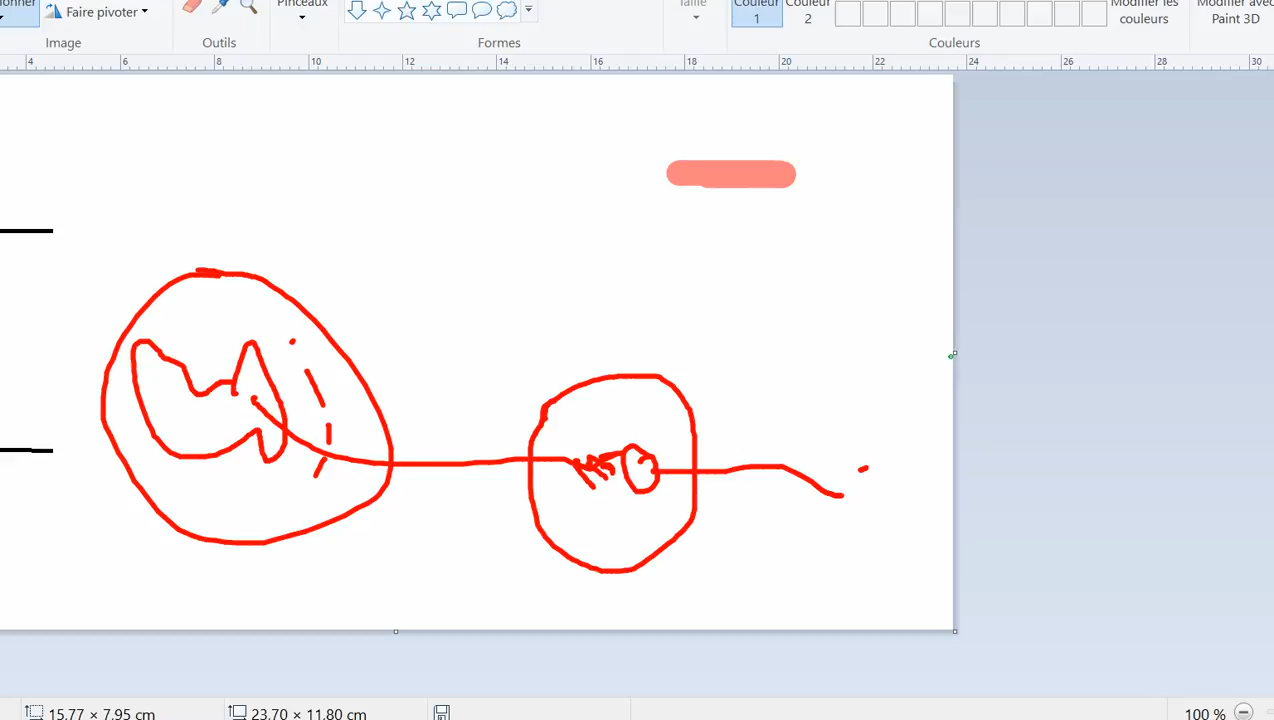 ionner
Faire pivoter
Pinceaux
Taille
Couleur
1
Couleur
2
Modifier les
couleurs
Modifier avec
Paint 3D
Image
Outils
Formes
Couleurs
4 6 8 10 12 14 16 18 20 22 24 26 28 30
15.77 × 7.95 cm
23.70 × 11.80 cm
100 %